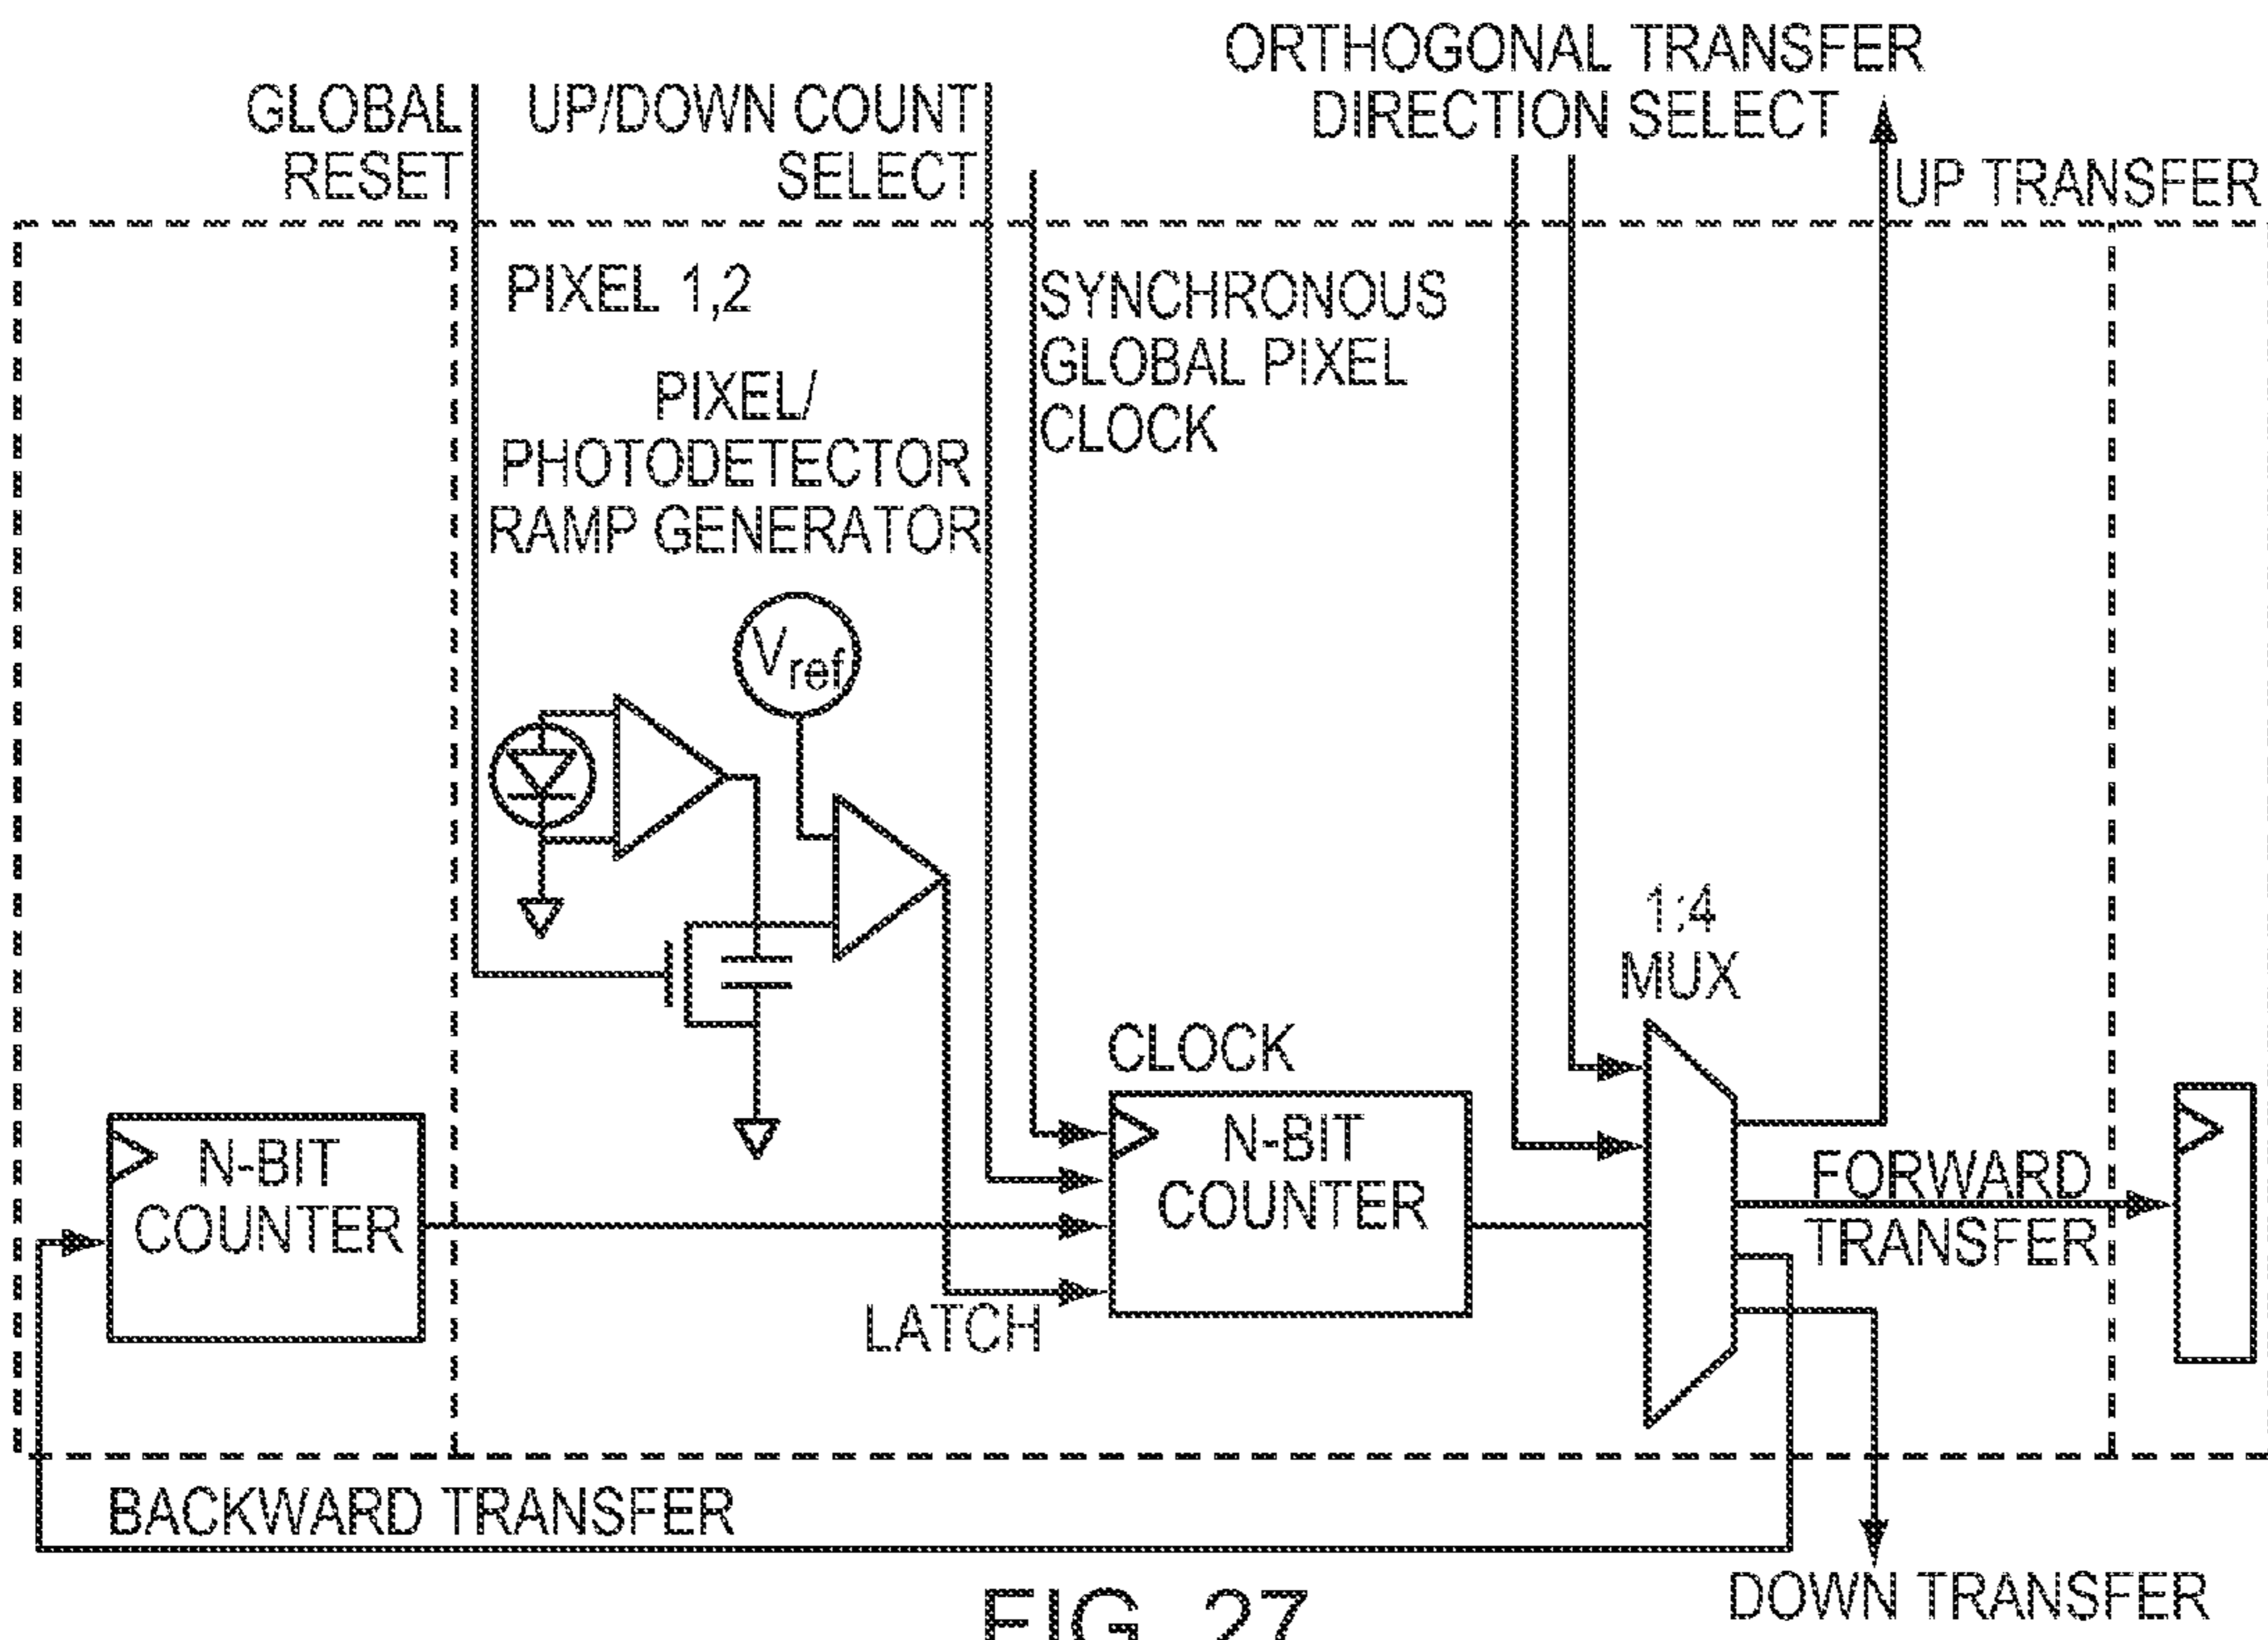 ORTHOGONAL TRANSFER
DIRECTION SELECT
GLOBAL
RESET
UP/DOWN COUNT
SELECT
UP TRANSFER
PIXEL 1,2
SYNCHRONOUS
GLOBAL PIXEL
CLOCK
PIXEL/
PHOTODETECTOR
RAMP GENERATOR
Vref
1:4
MUX
CLOCK
N-BIT
COUNTER
N-BIT
COUNTER
FORWARD
TRANSFER
LATCH
BACKWARD TRANSFER
DOWN TRANSFER
FIG. 27